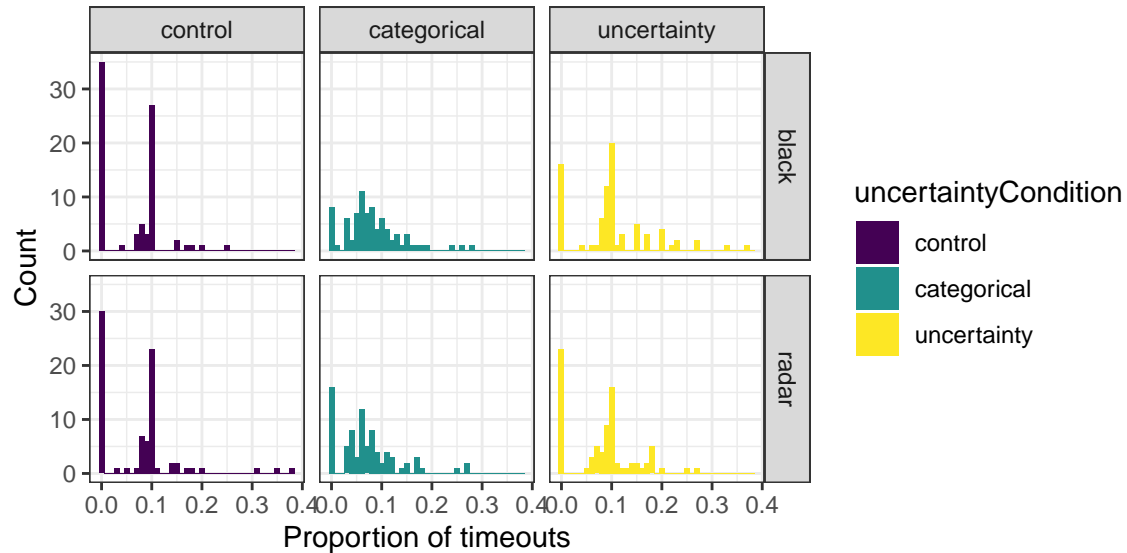 control categorical uncertainty
30
20
10
0
black
30
20
10
0
radar
Count
0.0 0.1 0.2 0.3 0.4 0.0 0.1 0.2 0.3 0.4 0.0 0.1 0.2 0.3 0.4
Proportion of timeouts
uncertaintyCondition
control
categorical
uncertainty